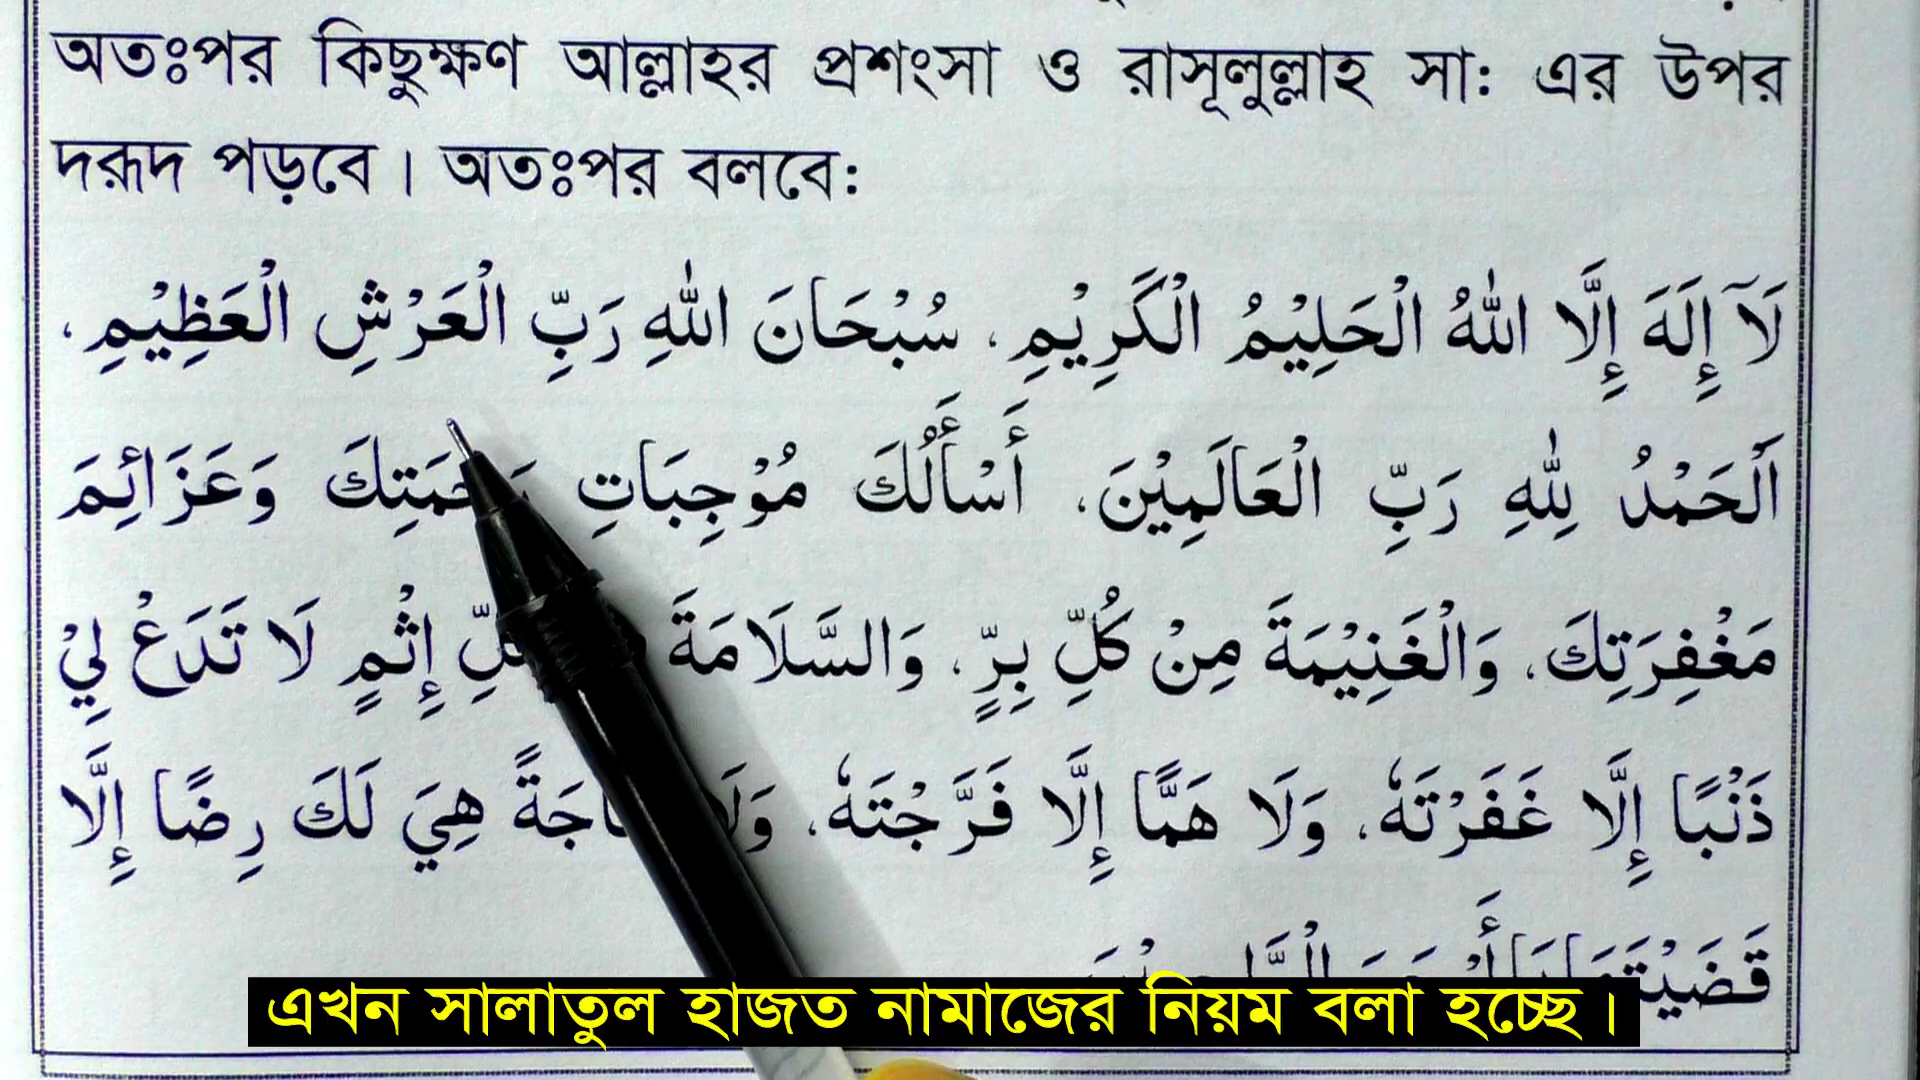 অতঃপর কিছুক্ষণ আল্লাহর প্রশংসা ও রাসূলুল্লাহ সা: এর উপর
দরূদ পড়বে। অতঃপর বলবে:
لَآ إِلَهَ إِلَّا اللهُ الْحَلِيْمُ الْكَرِيْمِ، سُبْحَانَ اللهِ رَبِّ الْعَرْشِ الْعَظِيْمِ،
اَلْحَمْدُ لِلّٰهِ رَبِّ الْعَالَمِيْنَ، أَسْأَلُكَ مُوْجِبَاتِ رَحْمَتِكَ وَعَزَائِمَ
مَغْفِرَتِكَ، وَالْغَنِيْمَةَ مِنْ كُلِّ بِرٍّ، وَالسَّلَامَةَ كُلِّ إِثْمٍ لَا تَدَعْ لِيْ
ذَنْبًا إِلَّا غَفَرْتَهٗ، وَلَا هَمًّا إِلَّا فَرَّجْتَهٗ، وَلَا حَاجَةً هِيَ لَكَ رِضًا إِلَّا
এখন সালাতুল হাজত নামাজের নিয়ম বলা হচ্ছে।